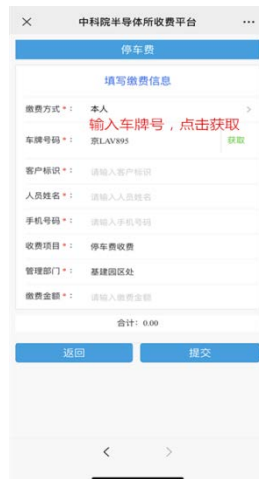 中科院半导体所收费平台
停车费
填写缴费信息
缴费方式*： 本人
输入车牌号，点击获取
车牌号码*： 京LAV895 获取
客户标识*： 请输入客户标识
人员姓名*： 请输入人员姓名
手机号码*： 请输入手机号码
收费项目*： 停车费收费
管理部门*： 基建园区处
缴费金额*： 请输入缴费金额
合计：0.00
返回 提交